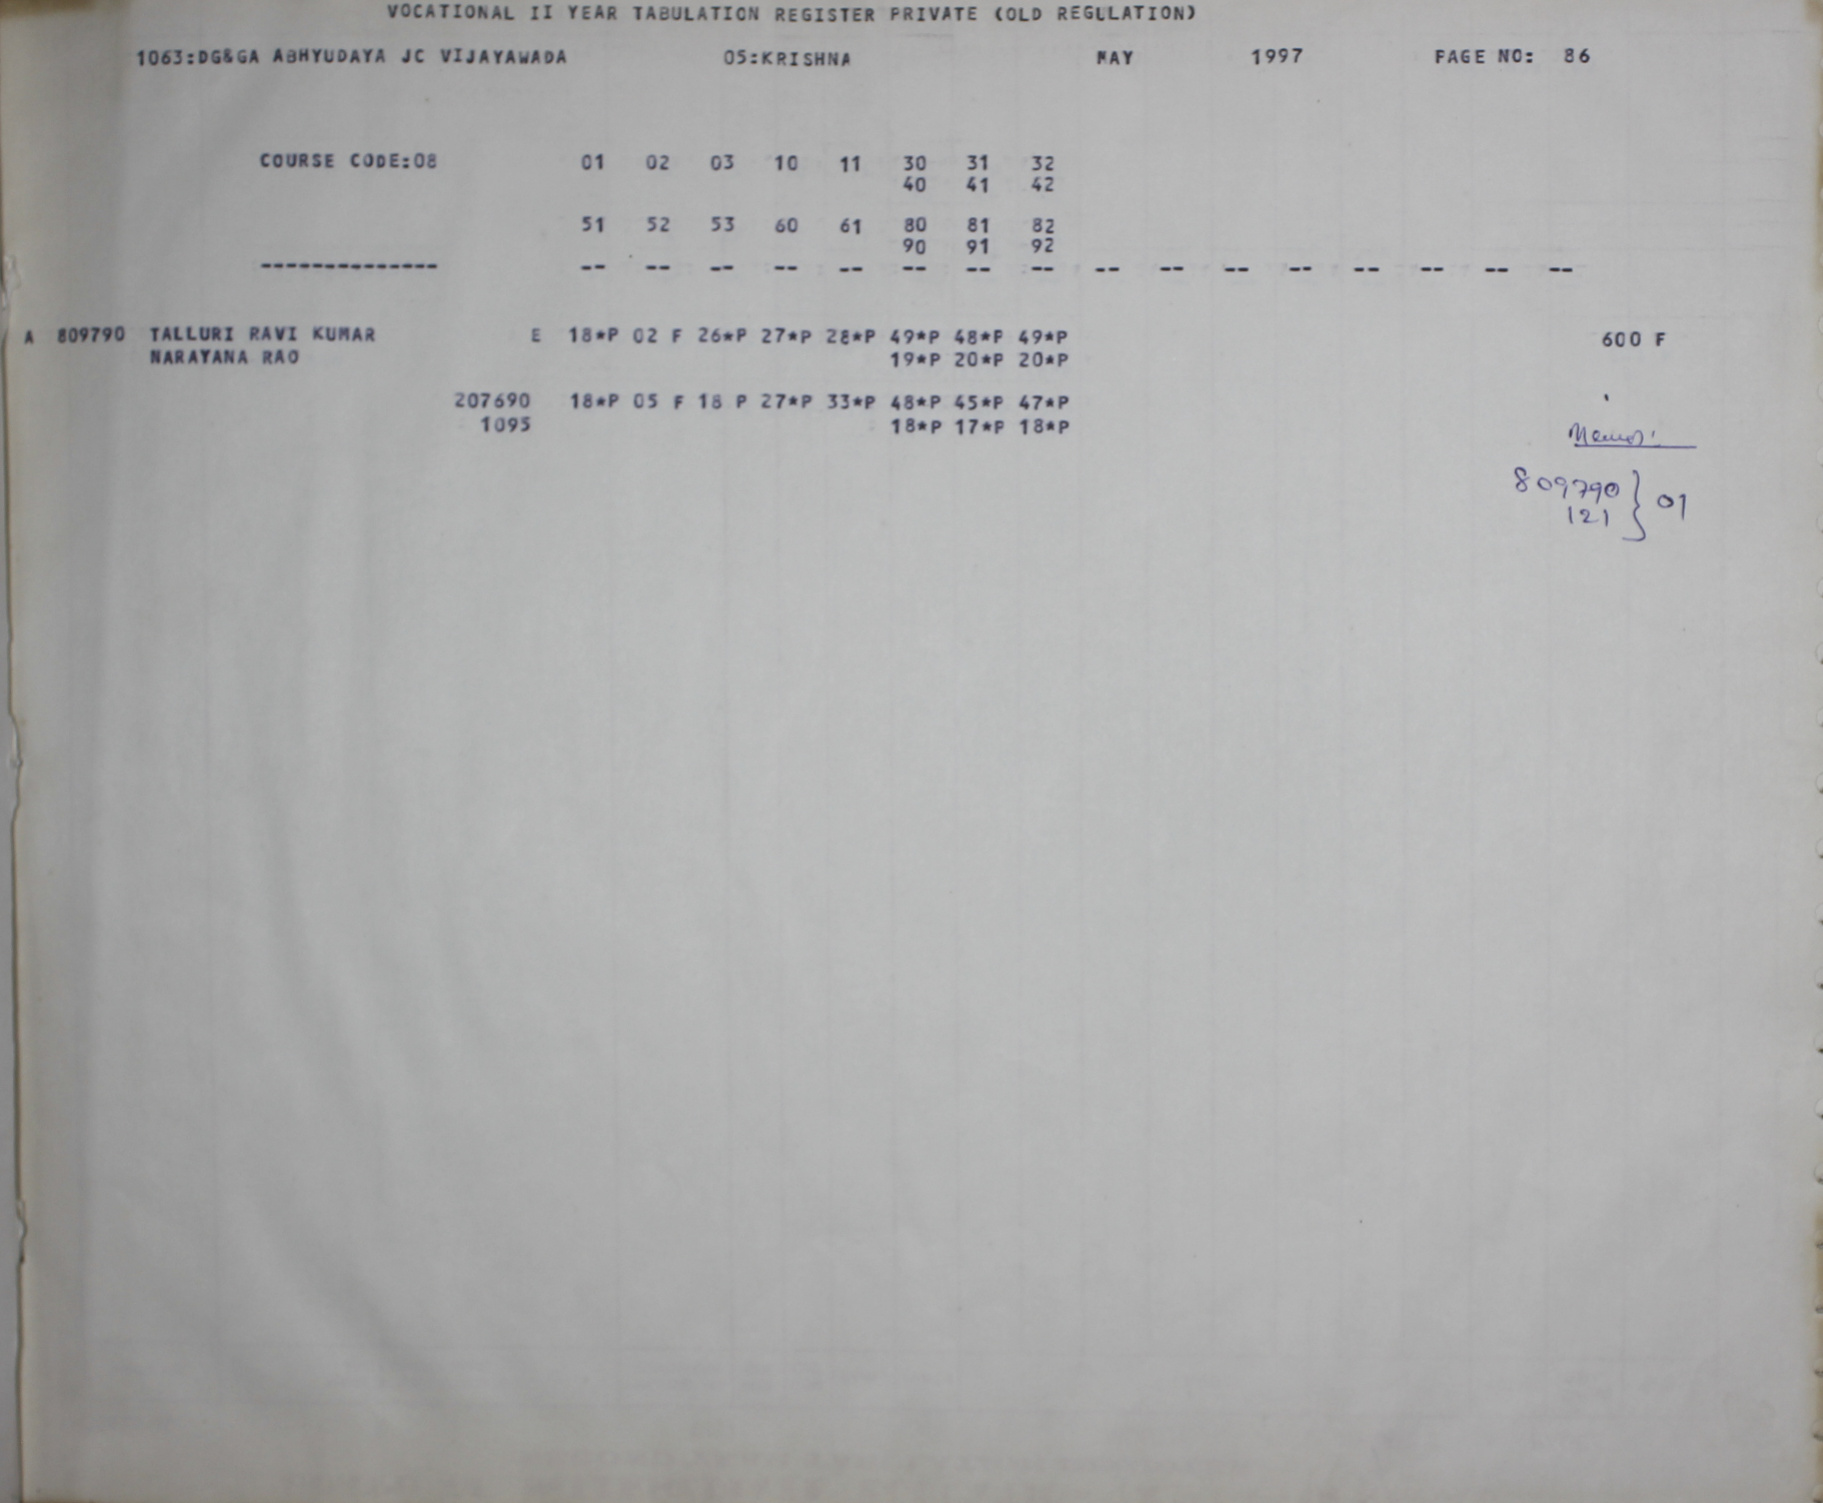 VOCATIONAL II YEAR TABULATION REGISTER PRIVATE (OLD REGULATION)
1063:DG&GA ABHYUDAYA JC VIJAYAWADA 05:KRISHNA MAY 1997 PAGE NO: 86
COURSE CODE:08 01 02 03 10 11 30 31 32
40 41 42
51 52 53 60 61 80 81 82
90 91 92
-------------- -- -- -- -- -- -- -- -- -- -- -- -- -- -- -- --
A 809790 TALLURI RAVI KUMAR E 18*P 02 F 26*P 27*P 28*P 49*P 48*P 49*P 600 F
NARAYANA RAO 19*P 20*P 20*P
207690 18*P 05 F 18 P 27*P 33*P 48*P 45*P 47*P
1095 18*P 17*P 18*P
809790 } 01
121